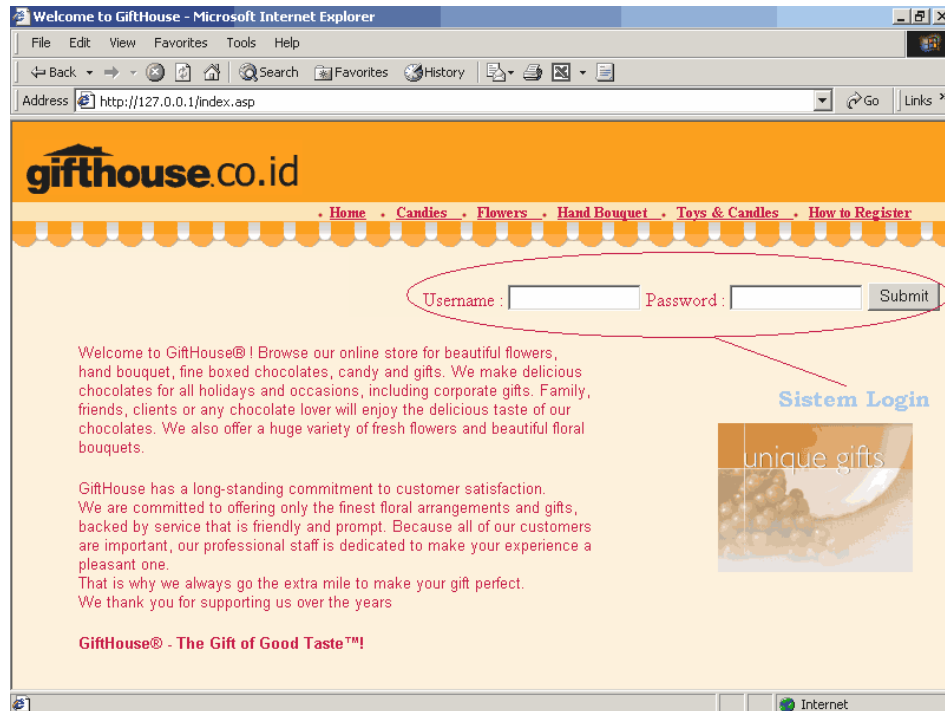 Welcome to GiftHouse - Microsoft Internet Explorer
File Edit View Favorites Tools Help
Back Search Favorites History
Address http://127.0.0.1/index.asp Go Links »
gifthouse.co.id
• Home • Candies • Flowers • Hand Bouquet • Toys & Candles • How to Register
Username : Password : Submit
Welcome to GiftHouse® ! Browse our online store for beautiful flowers,
hand bouquet, fine boxed chocolates, candy and gifts. We make delicious
chocolates for all holidays and occasions, including corporate gifts. Family,
friends, clients or any chocolate lover will enjoy the delicious taste of our
chocolates. We also offer a huge variety of fresh flowers and beautiful floral
bouquets.
Sistem Login
unique gifts
GiftHouse has a long-standing commitment to customer satisfaction.
We are committed to offering only the finest floral arrangements and gifts,
backed by service that is friendly and prompt. Because all of our customers
are important, our professional staff is dedicated to make your experience a
pleasant one.
That is why we always go the extra mile to make your gift perfect.
We thank you for supporting us over the years
GiftHouse® - The Gift of Good Taste™!
Internet